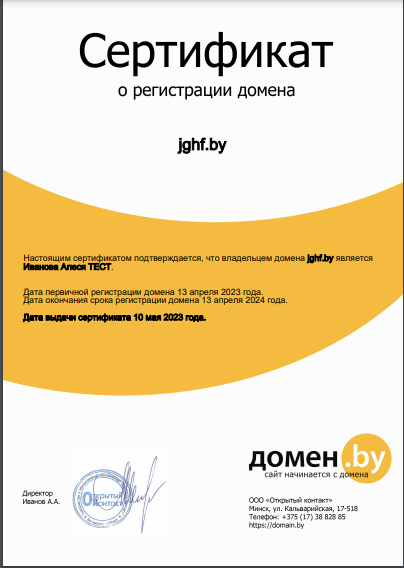 Сертификат
о регистрации домена
jghf.by
Настоящим сертификатом подтверждается, что владельцем домена jghf.by является
Иванова Алеся ТЕСТ.
Дата первичной регистрации домена 13 апреля 2023 года.
Дата окончания срока регистрации домена 13 апреля 2024 года.
Дата выдачи сертификата 10 мая 2023 года.
Директор
Иванов А.А.
Открытый
контакт
домен.by
сайт начинается с домена
ООО «Открытый контакт»
Минск, ул. Кальварийская, 17-518
Телефон: +375 (17) 38 828 85
https://domain.by